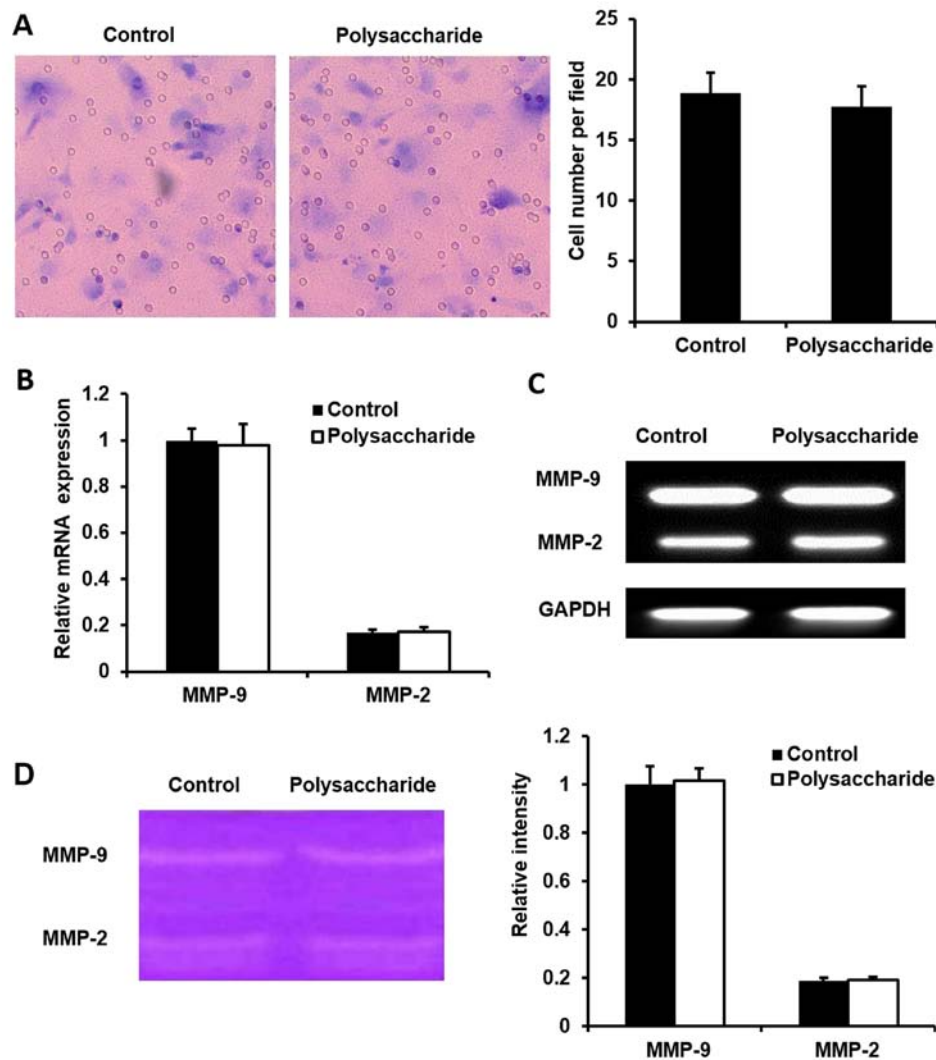 A
Control
Polysaccharide
Cell number per field
25
20
15
10
5
0
Control
Polysaccharide
B
Relative mRNA expression
1.2
1
0.8
0.6
0.4
0.2
0
Control
Polysaccharide
MMP-9
MMP-2
C
Control
Polysaccharide
MMP-9
MMP-2
GAPDH
D
Control
Polysaccharide
MMP-9
MMP-2
Relative intensity
1.2
1
0.8
0.6
0.4
0.2
0
Control
Polysaccharide
MMP-9
MMP-2